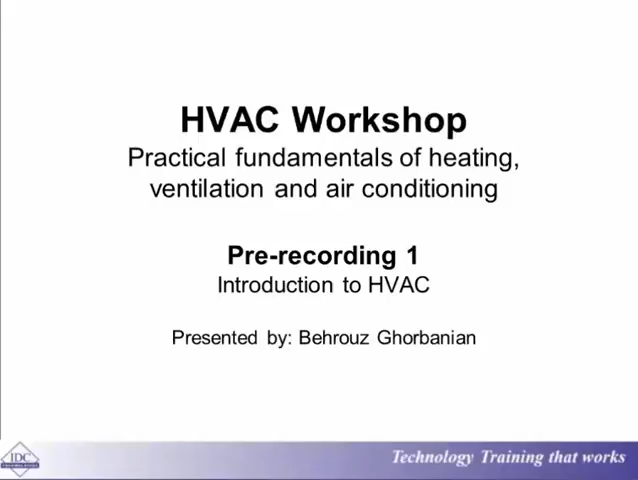 HVAC Workshop
Practical fundamentals of heating,
ventilation and air conditioning
Pre-recording 1
Introduction to HVAC
Presented by: Behrouz Ghorbanian
IDC
Technology Training that works